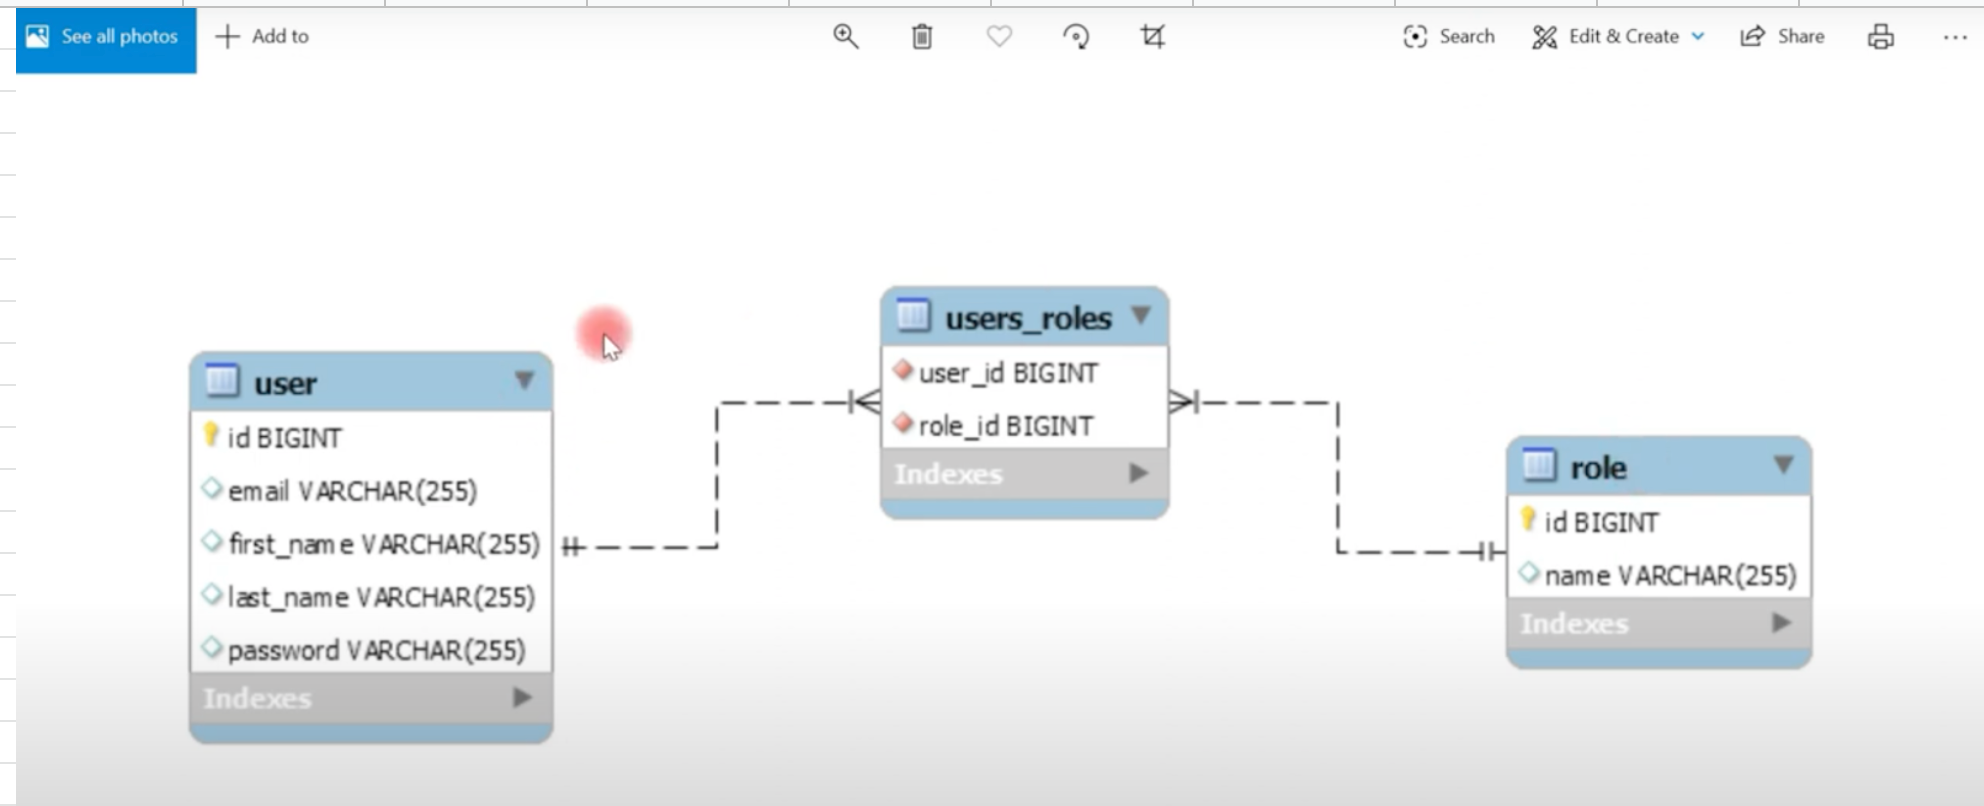 See all photos
Add to
Search
Edit & Create
Share
user
id BIGINT
email VARCHAR(255)
first_name VARCHAR(255)
last_name VARCHAR(255)
password VARCHAR(255)
Indexes
users_roles
user_id BIGINT
role_id BIGINT
Indexes
role
id BIGINT
name VARCHAR(255)
Indexes